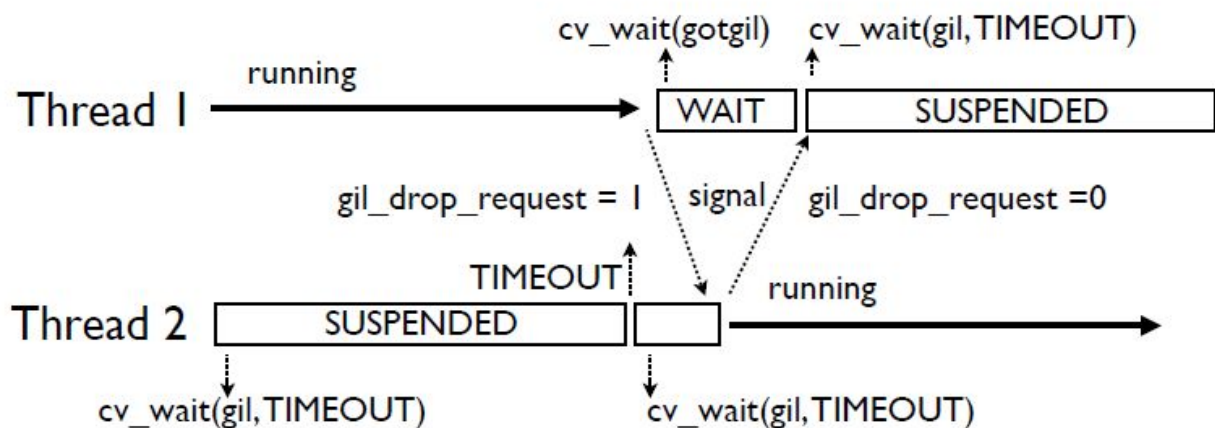 cv_wait(gotgil) cv_wait(gil,TIMEOUT)
running
Thread 1 WAIT SUSPENDED
gil_drop_request = 1 signal gil_drop_request =0
TIMEOUT running
Thread 2 SUSPENDED
cv_wait(gil,TIMEOUT) cv_wait(gil,TIMEOUT)